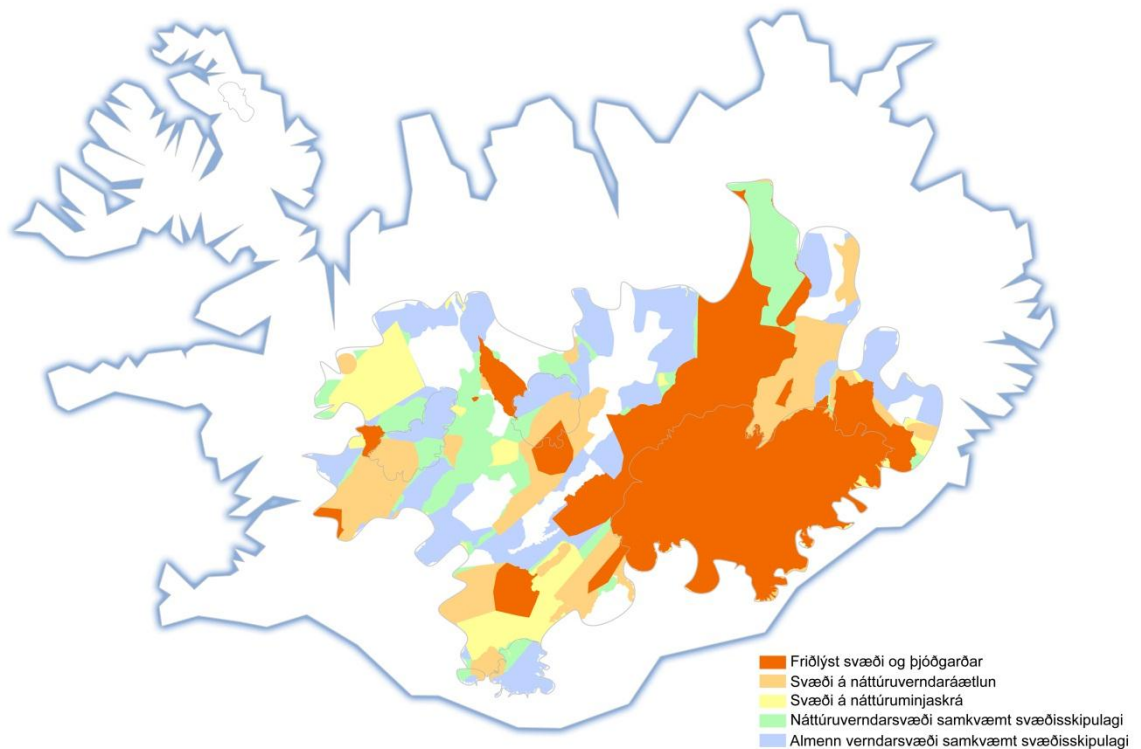 Friðlýst svæði og þjóðgarðar
Svæði á náttúruverndaráætlun
Svæði á náttúruminjaskrá
Náttúruverndarsvæði samkvæmt svæðisskipulagi
Almenn verndarsvæði samkvæmt svæðisskipulagi